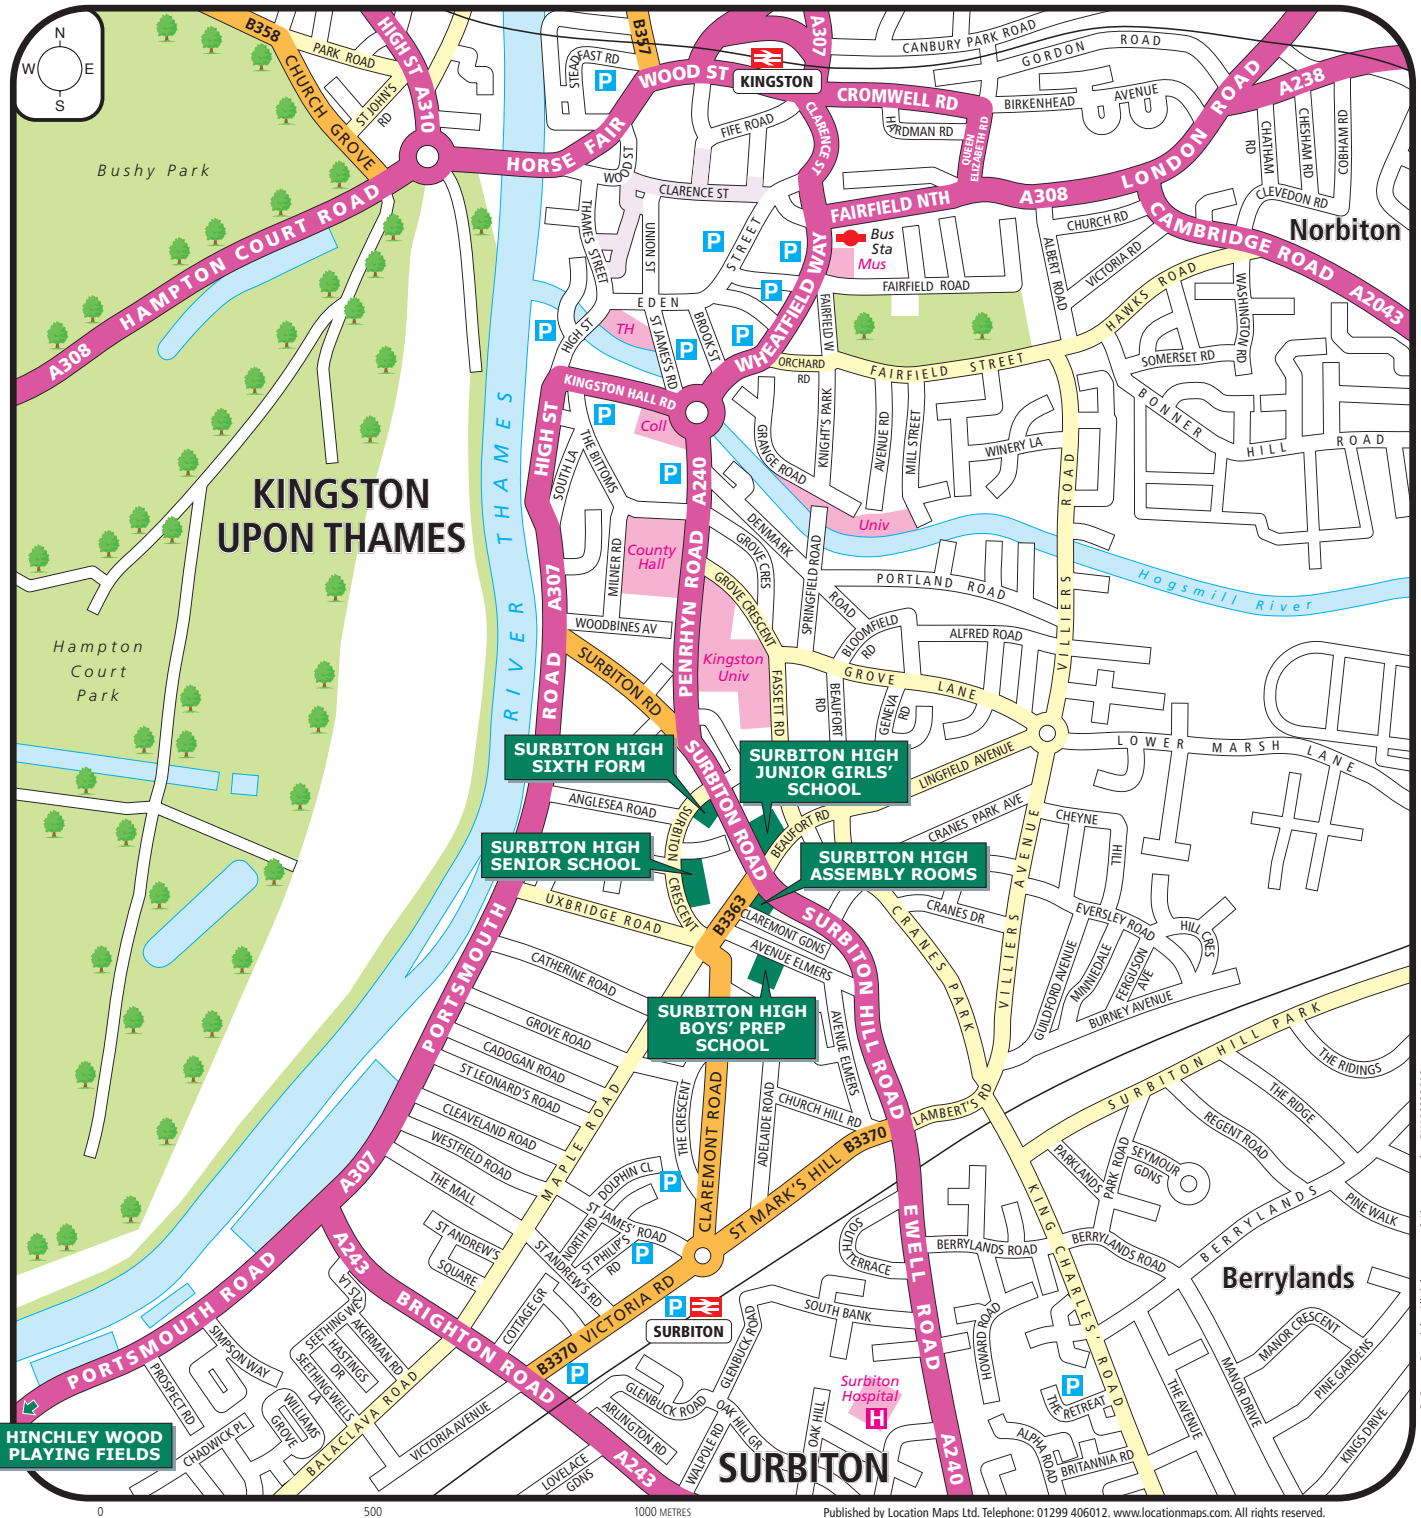 N
W E
S
B358
PARK ROAD
HIGH ST
A310
CHURCH GROVE
ST JOHN'S
RD
Bushy Park
HAMPTON COURT ROAD
A308
HORSE FAIR
B357
EAST RD
WOOD ST
KINGSTON
A307
CANBURY PARK ROAD
GORDON ROAD
CROMWELL RD
BIRKENHEAD AVENUE
HARDMAN RD
QUEEN
ELIZABETH RD
FIFE ROAD
CLARENCE ST
WOOD ST
CLARENCE ST
LONDON ROAD
A238
CHATHAM
RD
CHESHAM RD
COBHAM RD
CLEVEDON RD
A308
FAIRFIELD NTH
CHURCH RD
CAMBRIDGE ROAD
A2043
Norbiton
Bus
Sta
Mus
THAMES STREET
UNION ST
STREET
EDEN
ALBERT ROAD
VICTORIA RD
HAWKS ROAD
WASHINGTON RD
FAIRFIELD ROAD
FAIRFIELD W
WHEATFIELD WAY
HIGH ST
TH
ST JAMES'S RD
BROOK ST
ORCHARD
RD
FAIRFIELD STREET
SOMERSET RD
BONNER HILL ROAD
KINGSTON HALL RD
Coll
HIGH ST
SOUTH LA
THE BITTOMS
GRANGE ROAD
KNIGHT'S PARK
AVENUE RD
MILL STREET
WINERY LA
VILLIERS ROAD
KINGSTON
UPON THAMES
RIVER THAMES
A240
Univ
DENMARK ROAD
GROVE CRES
SPRINGFIELD ROAD
County
Hall
MILNER RD
A307
PENRHYN ROAD
GROVE CRESCENT
PORTLAND ROAD
Hogsmill River
WOODBINES AV
ALFRED ROAD
BLOOMFIELD
RD
Hampton
Court
Park
Kingston
Univ
SURBITON RD
FASSETT RD
GROVE LANE
BEAUFORT
RD
GENEVA
RD
LOWER MARSH LANE
LINGFIELD AVENUE
SURBITON HIGH
SIXTH FORM
SURBITON HIGH
JUNIOR GIRLS'
SCHOOL
ANGLESEA ROAD
SURBITON CRESCENT
SURBITON ROAD
BEAUFORT RD
CRANES PARK AVE
CHEYNE HILL
SURBITON HIGH
SENIOR SCHOOL
SURBITON HIGH
ASSEMBLY ROOMS
UXBRIDGE ROAD
B3363
CLAREMONT GDNS
AVENUE ELMERS
SURBITON HILL ROAD
CRANES PARK
CRANES DR
VILLIERS AVENUE
EVERSLEY ROAD
HILL CRES
GUILDFORD AVENUE
MINNIEDALE
FERGUSON
AVE
BURNEY AVENUE
PORTSMOUTH ROAD
CATHERINE ROAD
GROVE ROAD
CADOGAN ROAD
ST LEONARD'S ROAD
CLEAVELAND ROAD
WESTFIELD ROAD
THE MALL
SURBITON HIGH
BOYS' PREP
SCHOOL
AVENUE ELMERS
MAPLE ROAD
THE CRESCENT
CLAREMONT ROAD
ADELAIDE ROAD
CHURCH HILL RD
LAMBERT'S RD
SURBITON HILL PARK
THE RIDINGS
THE RIDGE
REGENT ROAD
PARKLANDS
PARK ROAD
SEYMOUR
GDNS
PINE WALK
BERRYLANDS
DOLPHIN CL
ST JAMES' ROAD
NORTH RD
ST PHILIP'S
RD
ST ANDREW'S
SQUARE
ST ANDREW'S RD
ST MARK'S HILL
B3370
KING CHARLES' ROAD
BERRYLANDS ROAD
BERRYLANDS ROAD
Berrylands
A307
A243
SOUTH
TERRACE
EWELL ROAD
PORTSMOUTH ROAD
SEETHING WELLS LA
BRIGHTON ROAD
COTTAGE GR
B3370 VICTORIA RD
SURBITON
SOUTH BANK
GLENBUCK ROAD
HOWARD ROAD
MANOR CRESCENT
PINE GARDENS
MANOR DRIVE
THE AVENUE
KINGS DRIVE
SIMPSON WAY
PROSPECT RD
AKERMAN RD
HASTINGS
DR
SEETHING WELLS
LA
WILLIAMS
GROVE
CHADWICK PL
BALACLAVA ROAD
VICTORIA AVENUE
GLENBUCK ROAD
ARLINGTON RD
OAK HILL GR
WALPOLE RD
OAK HILL
LOVELACE
GDNS
A243
Surbiton
Hospital
H
THE RETREAT
ALPHA ROAD
BRITANNIA RD
A240
SURBITON
HINCHLEY WOOD
PLAYING FIELDS
0 500 1000 METRES
Published by Location Maps Ltd. Telephone: 01299 406012. www.locationmaps.com. All rights reserved.